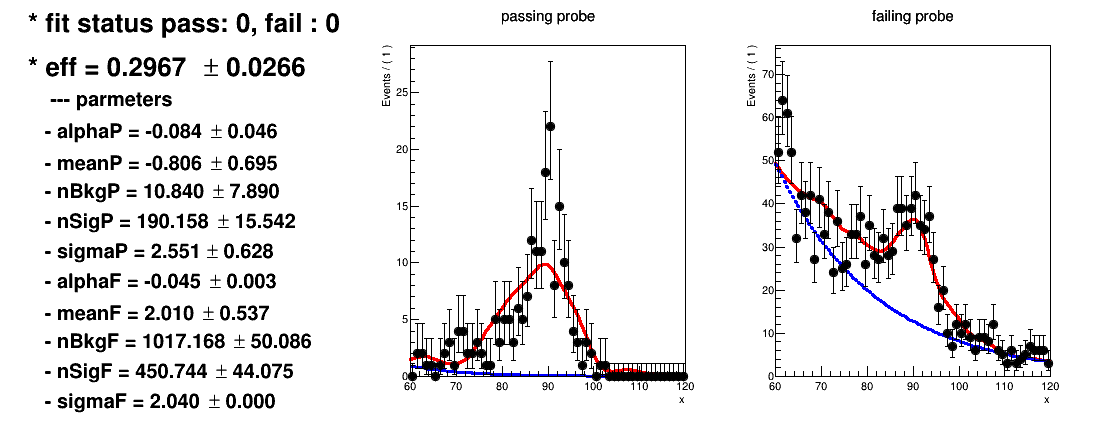 * fit status pass: 0, fail : 0
* eff = 0.2967 ± 0.0266
--- parmeters
- alphaP = -0.084 ± 0.046
- meanP = -0.806 ± 0.695
- nBkgP = 10.840 ± 7.890
- nSigP = 190.158 ± 15.542
- sigmaP = 2.551 ± 0.628
- alphaF = -0.045 ± 0.003
- meanF = 2.010 ± 0.537
- nBkgF = 1017.168 ± 50.086
- nSigF = 450.744 ± 44.075
- sigmaF = 2.040 ± 0.000
passing probe
Events / ( 1 )
25
20
15
10
5
0
60 70 80 90 100 110 120
x
failing probe
Events / ( 1 )
70
60
50
40
30
20
10
0
60 70 80 90 100 110 120
x